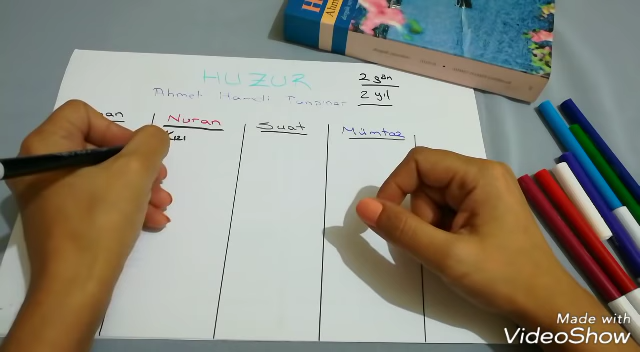 HUZUR
Ahmet Hamdi Tanpınar
2 gün
2 yıl
Nuran
Suat
Mümtaz
Made with
VideoShow